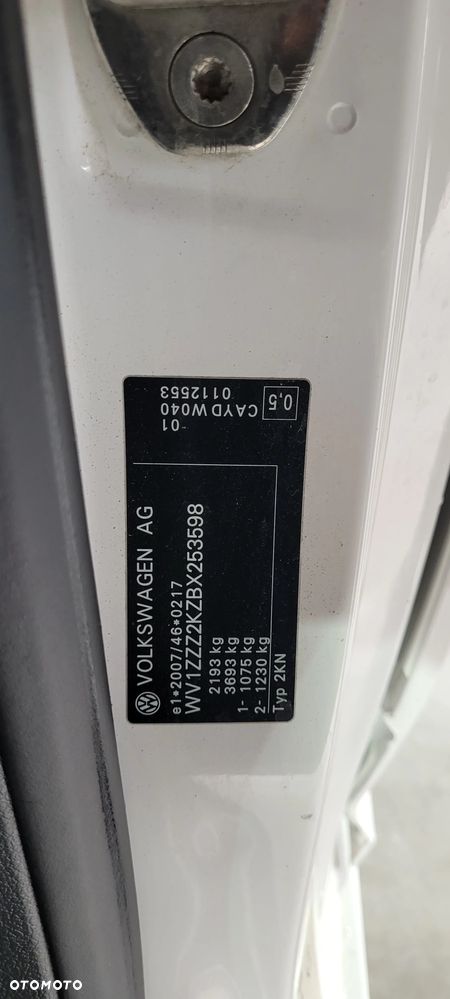 VOLKSWAGEN AG
e1*2007/46*0217
WV1ZZZ2KZBX253598
2193 kg
3693 kg
1- 1075 kg
2- 1230 kg
Typ 2KN
-01
CAYD W040
0112553
0,5
OTOMOTO
OTOMOTO